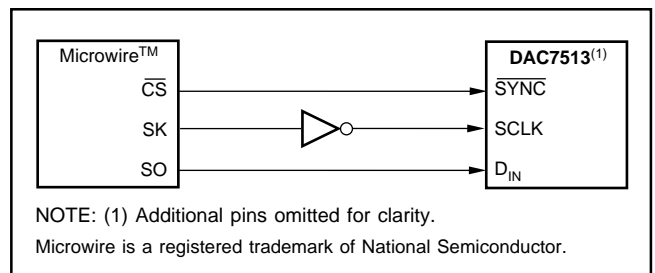 Microwire™
DAC7513(1)
CS
SYNC
SK
SCLK
SO
DIN
NOTE: (1) Additional pins omitted for clarity.
Microwire is a registered trademark of National Semiconductor.